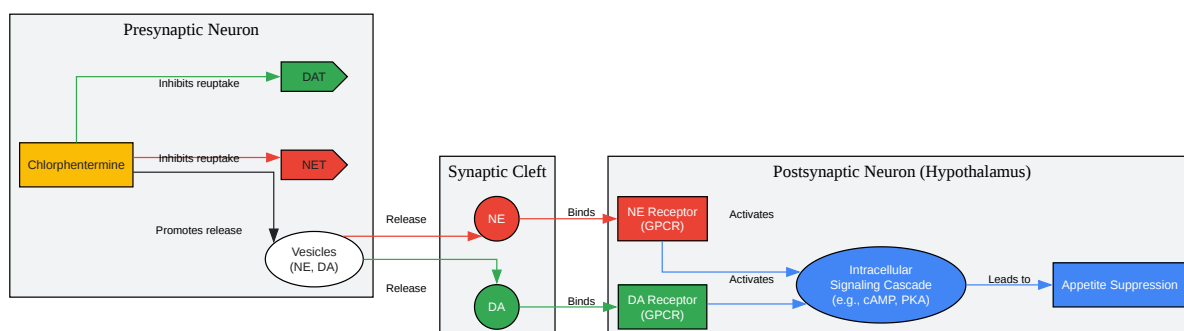 Presynaptic Neuron
Inhibits reuptake
DAT
Chlorphentermine
Inhibits reuptake
NET
Promotes release
Vesicles
(NE, DA)
Release
Release
Synaptic Cleft
NE
DA
Binds
Binds
Postsynaptic Neuron (Hypothalamus)
NE Receptor
(GPCR)
Activates
DA Receptor
(GPCR)
Activates
Intracellular
Signaling Cascade
(e.g., cAMP, PKA)
Leads to
Appetite Suppression